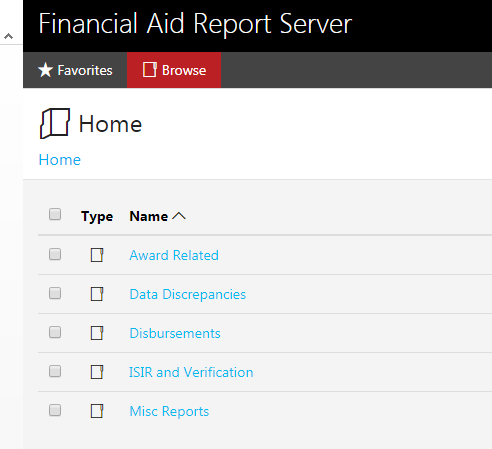 Financial Aid Report Server
Favorites Browse
Home
Home
Type Name
Award Related
Data Discrepancies
Disbursements
ISIR and Verification
Misc Reports